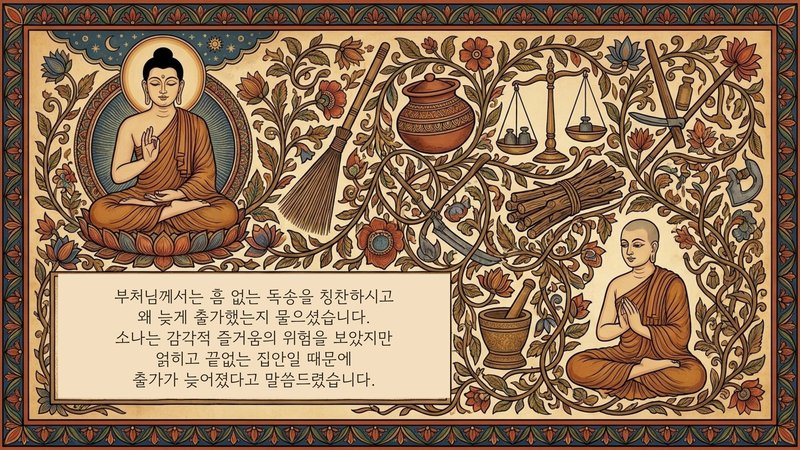 부처님께서는 흠 없는 독송을 칭찬하시고
왜 늦게 출가했는지 물으셨습니다.
소나는 감각적 즐거움의 위험을 보았지만
얽히고 끝없는 집안일 때문에
출가가 늦어졌다고 말씀드렸습니다.